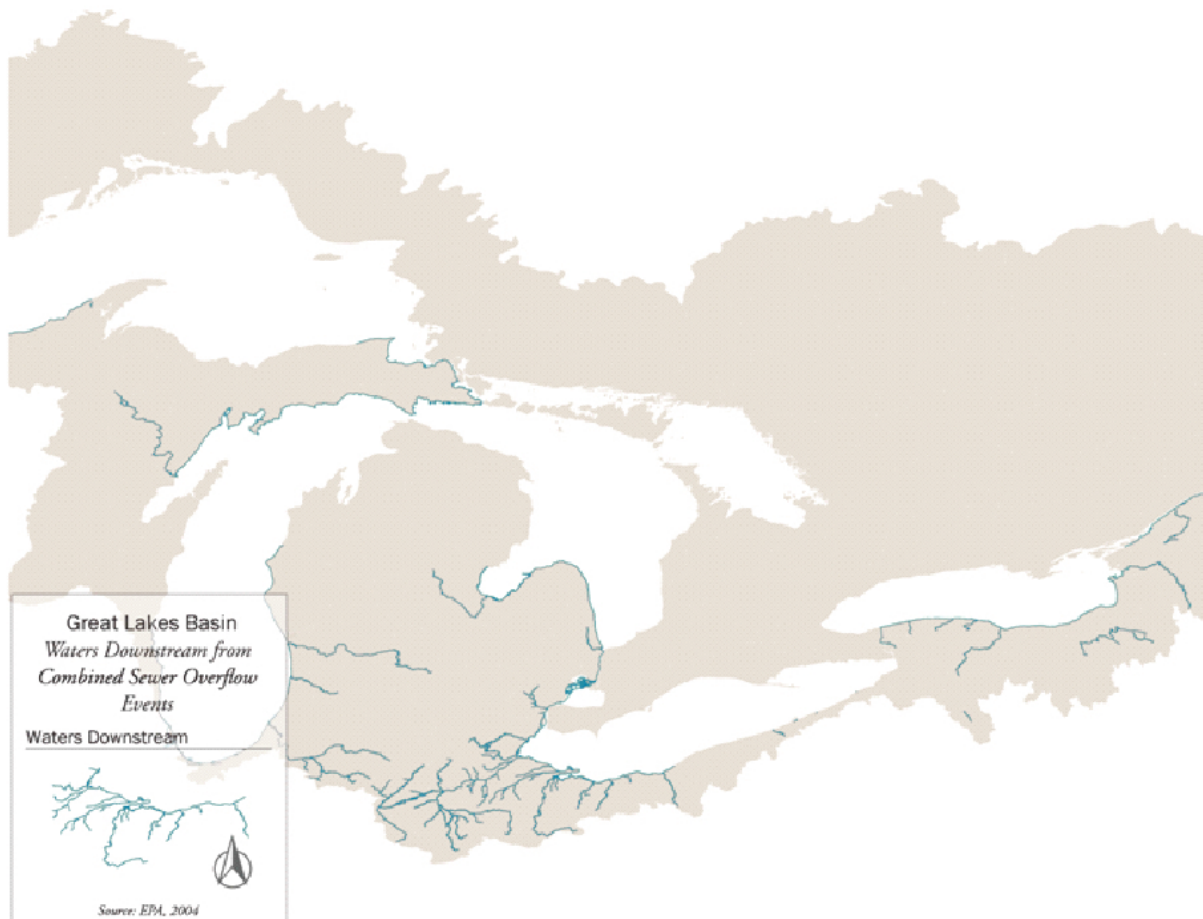 Great Lakes Basin
Waters Downstream from
Combined Sewer Overflow
Events
Waters Downstream
Source: EPA, 2004